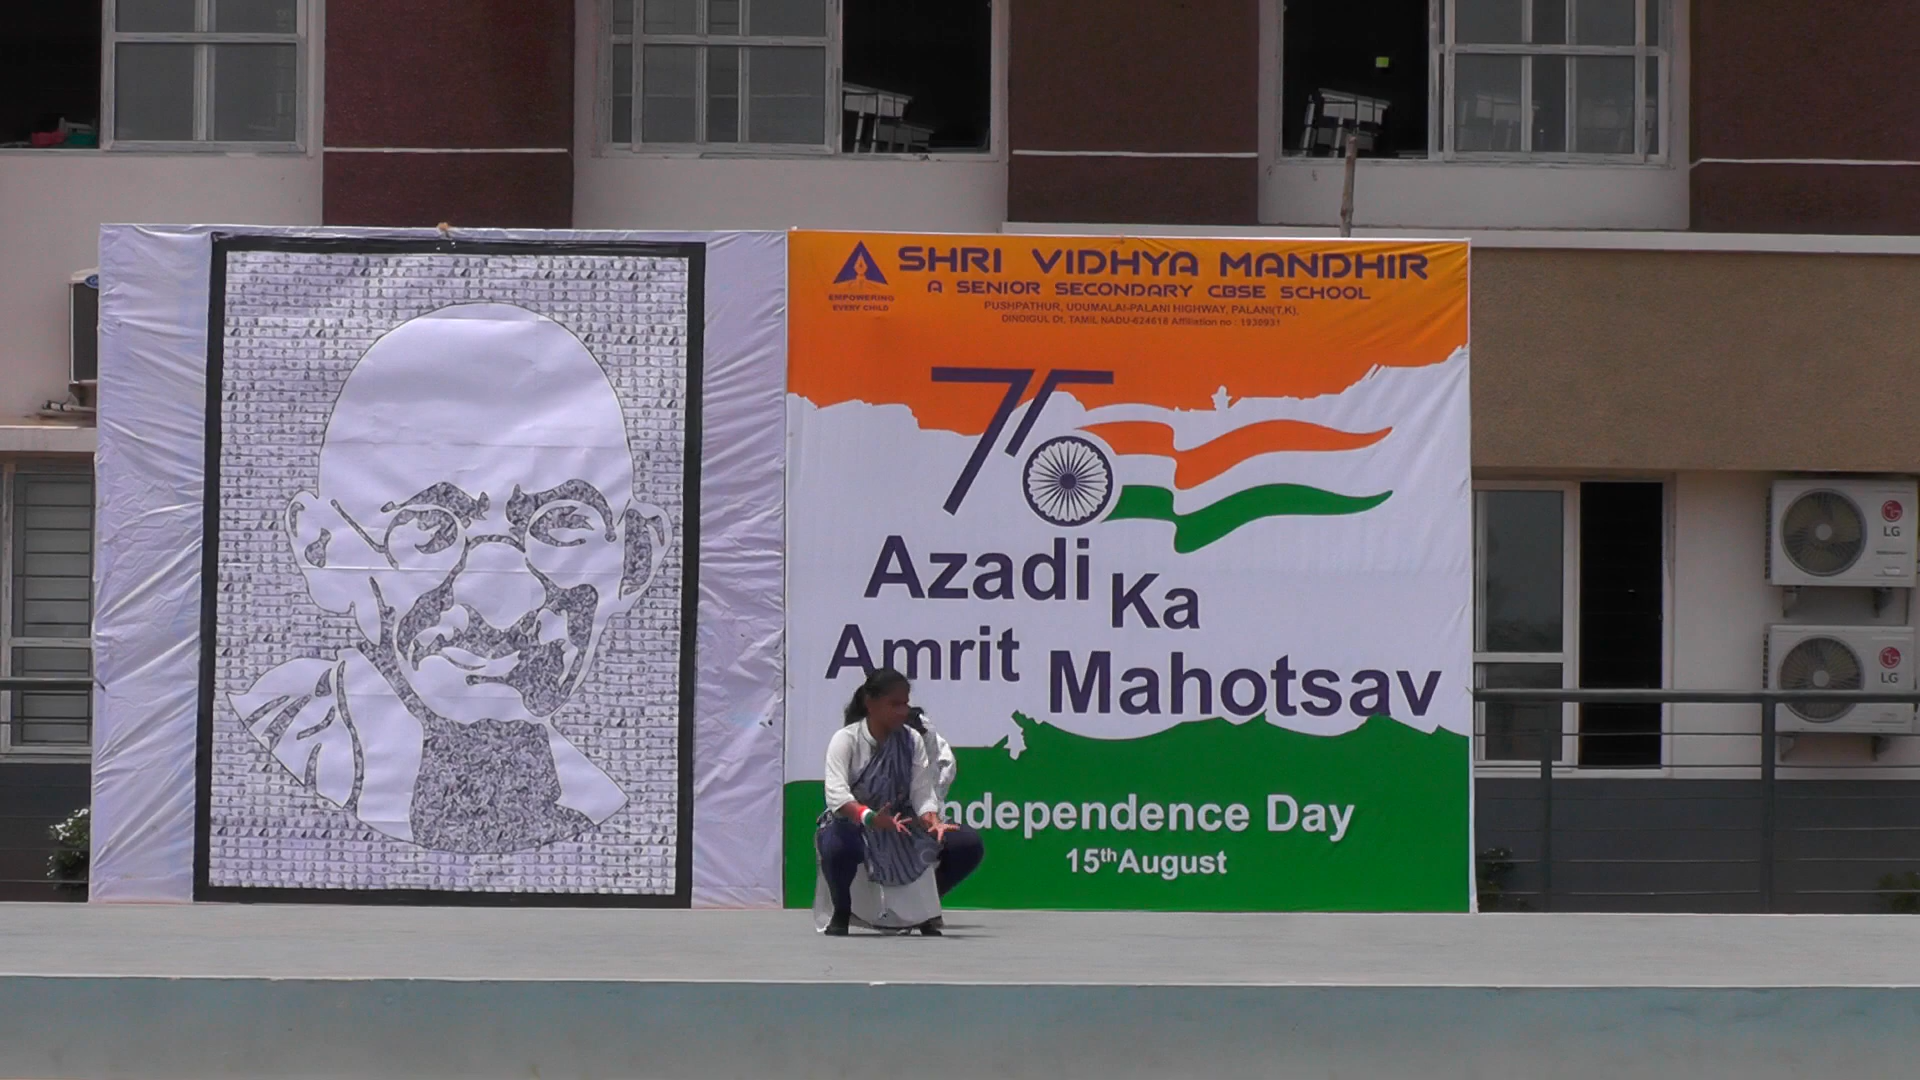 SHRI VIDHYA MANDHIR
A SENIOR SECONDARY CBSE SCHOOL
PUSHPATHUR, UDUMALAI-PALANI HIGHWAY, PALANI(T.K),
DINDIGUL Dt, TAMIL NADU-624618 Affiliation no : 1930931
EMPOWERING
EVERY CHILD
75
Azadi Ka
Amrit Mahotsav
ndependence Day
15th August
LG
LG